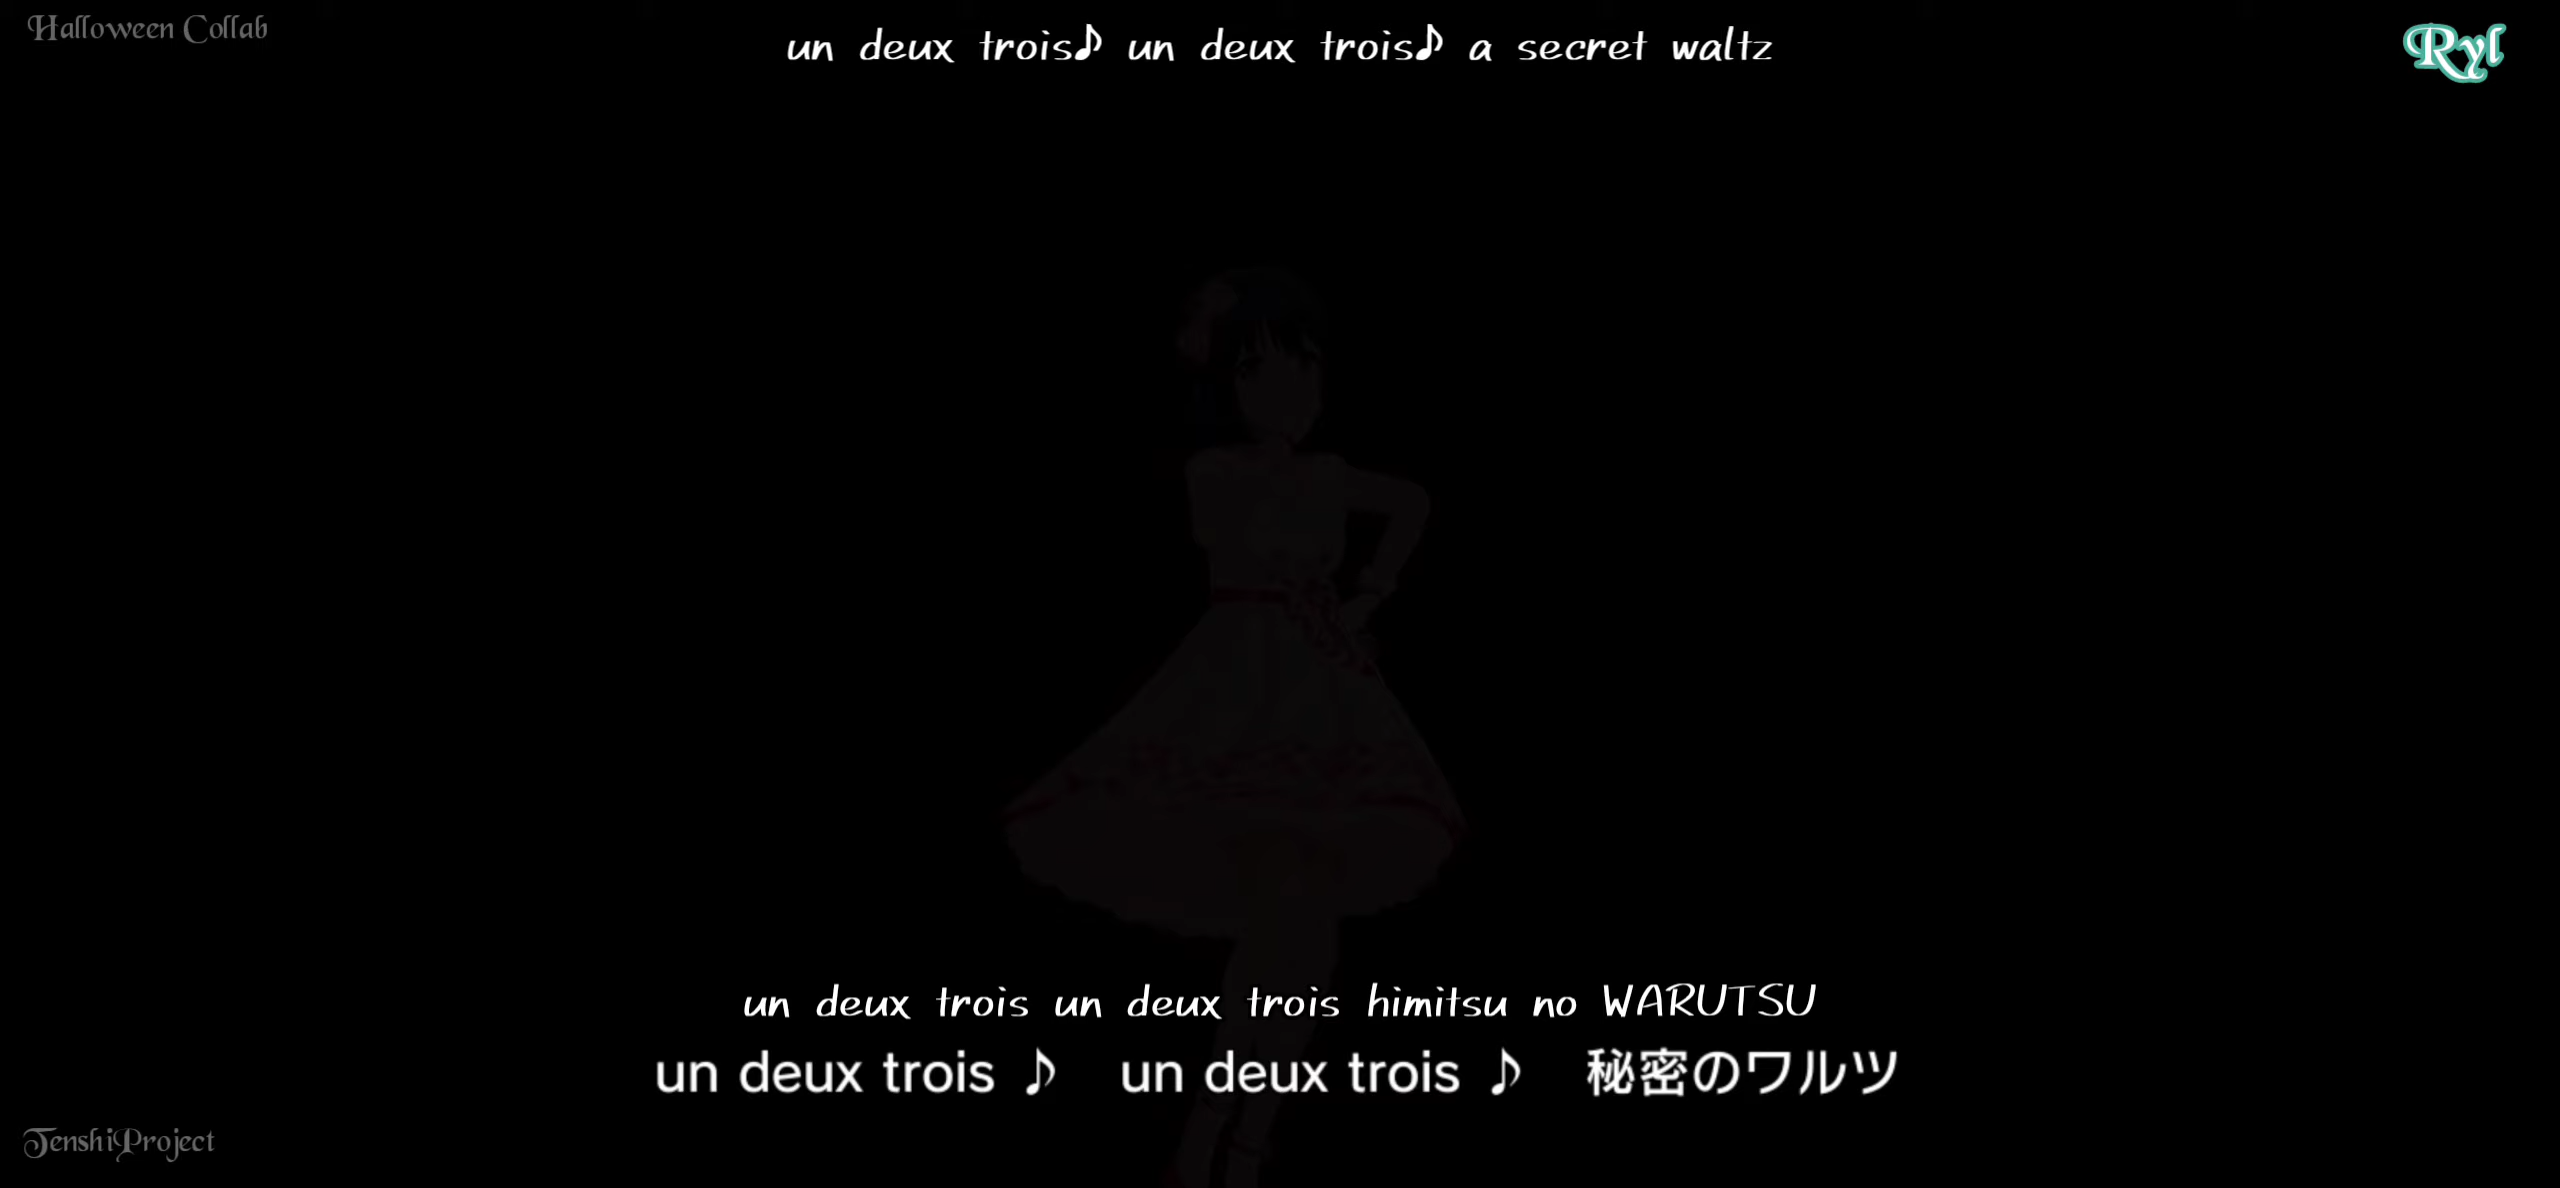 Halloween Collab
un deux trois♪ un deux trois♪ a secret waltz
Ryl
un deux trois un deux trois himitsu no WARUTSU
un deux trois ♪　un deux trois ♪　秘密のワルツ
TenshiProject